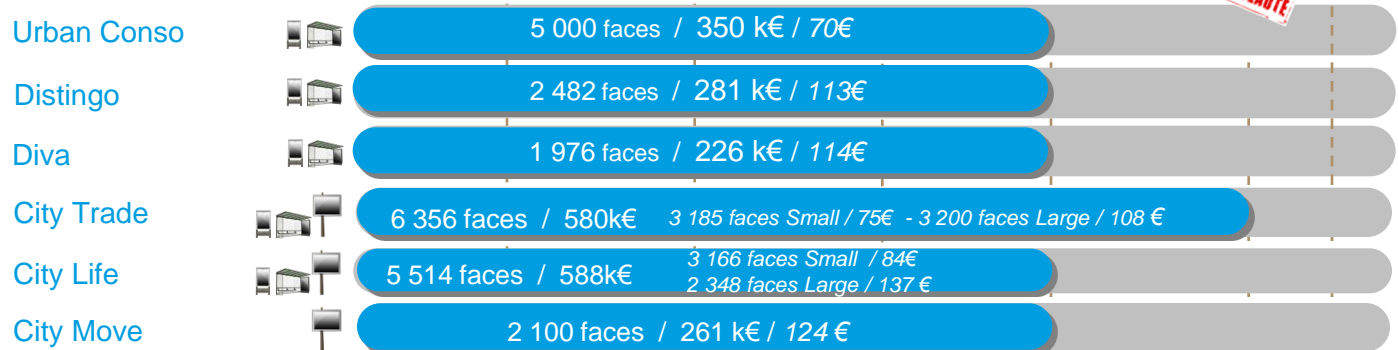 Urban Conso 5 000 faces / 350 k€ / 70€
Distingo 2 482 faces / 281 k€ / 113€
Diva 1 976 faces / 226 k€ / 114€
City Trade 6 356 faces / 580k€ 3 185 faces Small / 75€ - 3 200 faces Large / 108 €
City Life 5 514 faces / 588k€ 3 166 faces Small / 84€
2 348 faces Large / 137 €
City Move 2 100 faces / 261 k€ / 124 €